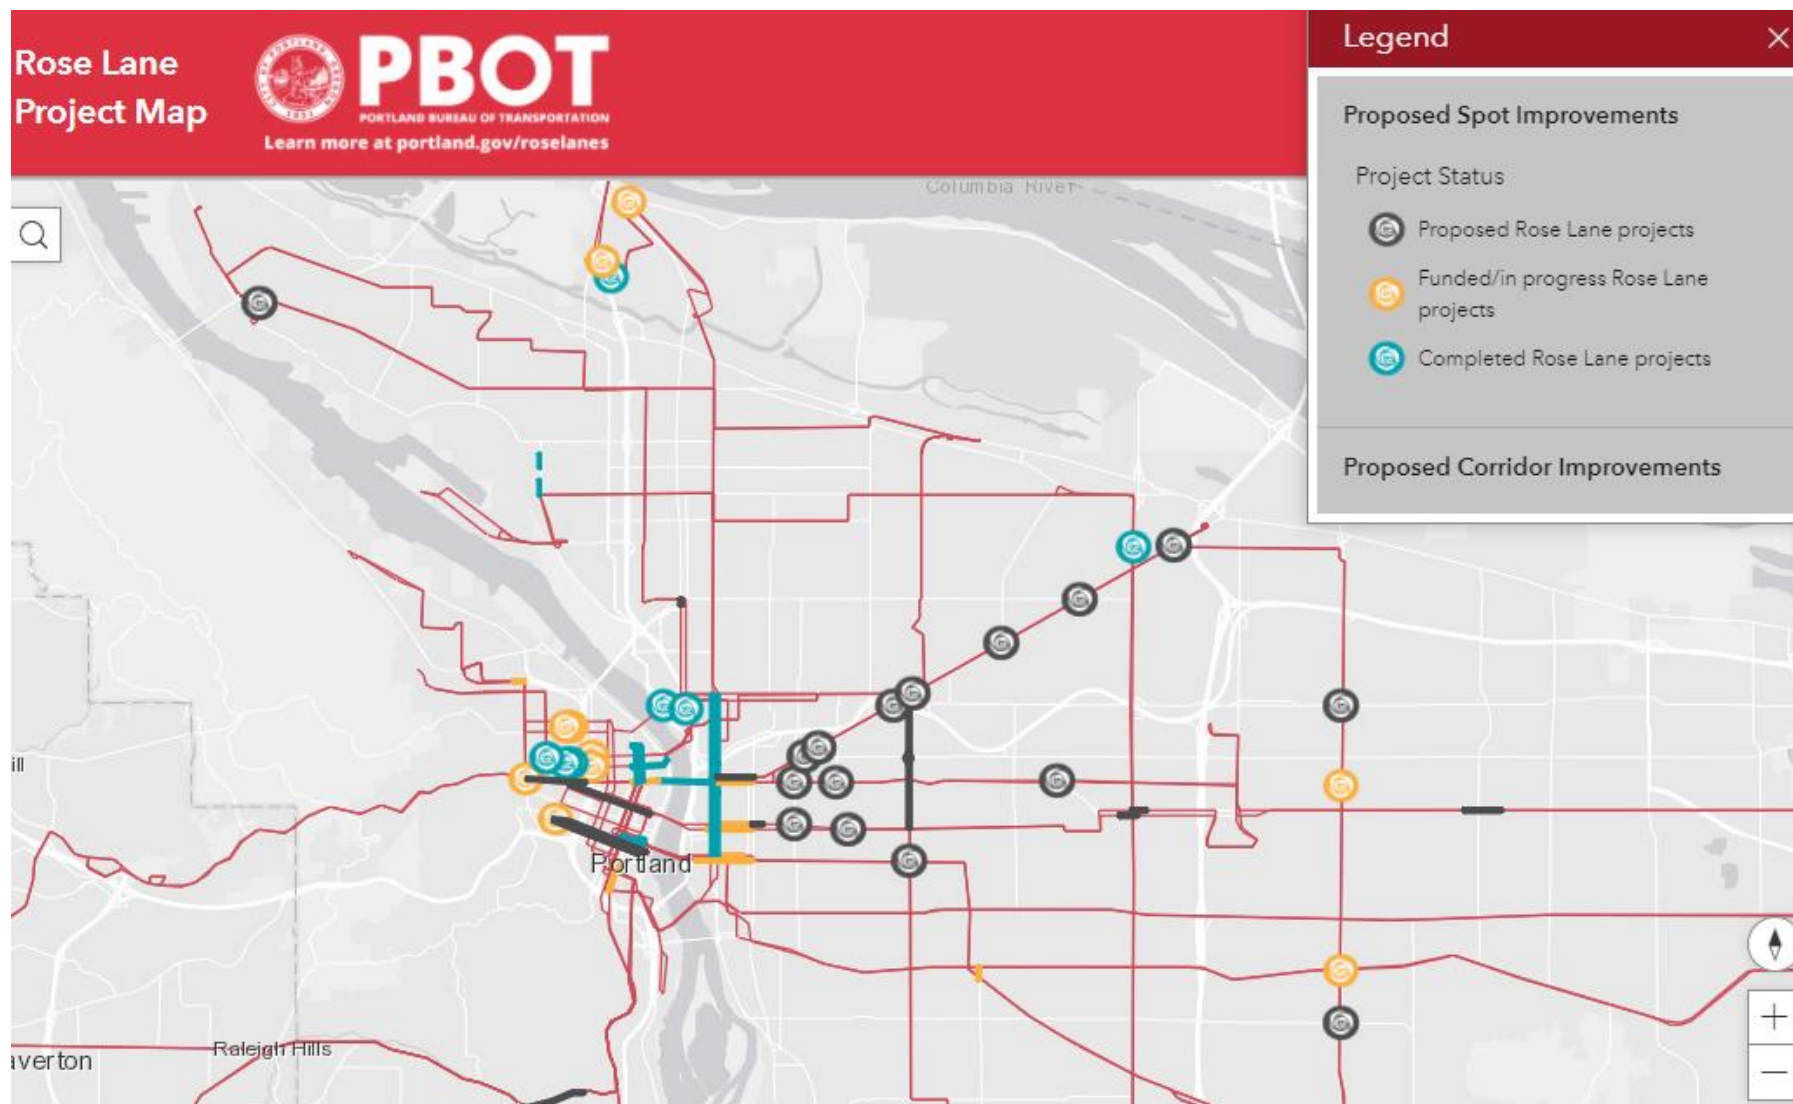 Rose Lane
Project Map
PBOT
PORTLAND BUREAU OF TRANSPORTATION
Learn more at portland.gov/roselanes
Legend
Proposed Spot Improvements
Project Status
Proposed Rose Lane projects
Funded/in progress Rose Lane
projects
Completed Rose Lane projects
Proposed Corridor Improvements
Columbia River
ill
Portland
Raleigh Hills
averton